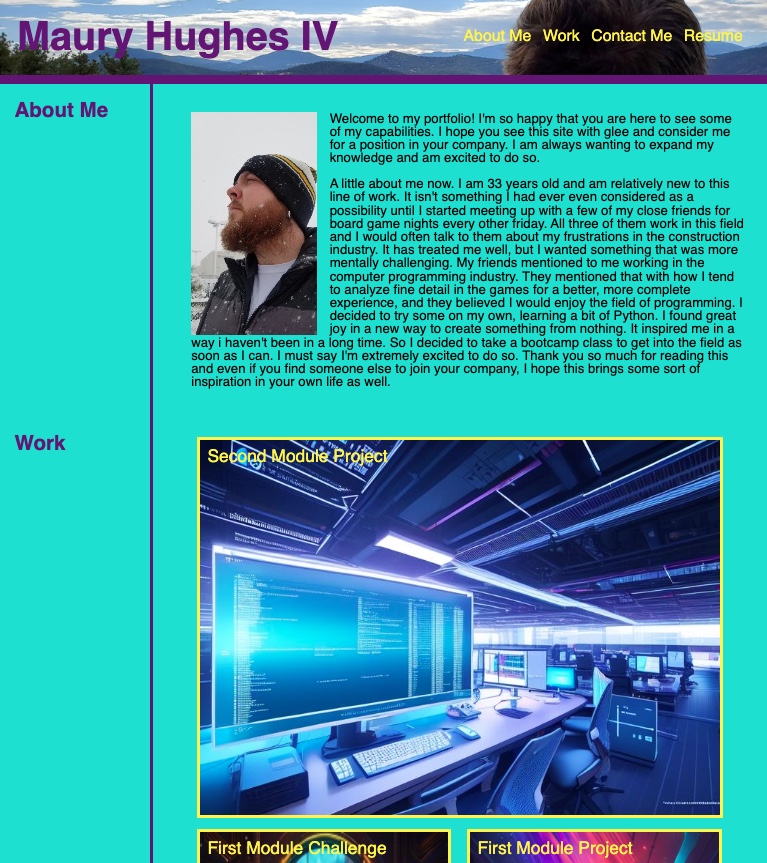 Maury Hughes IV
About Me Work Contact Me Resume
About Me
Welcome to my portfolio! I'm so happy that you are here to see some
of my capabilities. I hope you see this site with glee and consider me
for a position in your company. I am always wanting to expand my
knowledge and am excited to do so.
A little about me now. I am 33 years old and am relatively new to this
line of work. It isn't something I had ever even considered as a
possibility until I started meeting up with a few of my close friends for
board game nights every other friday. All three of them work in this field
and I would often talk to them about my frustrations in the construction
industry. It has treated me well, but I wanted something that was more
mentally challenging. My friends mentioned to me working in the
computer programming industry. They mentioned that with how I tend
to analyze fine detail in the games for a better, more complete
experience, and they believed I would enjoy the field of programming. I
decided to try some on my own, learning a bit of Python. I found great
joy in a new way to create something from nothing. It inspired me in a
way i haven't been in a long time. So I decided to take a bootcamp class to get into the field as
soon as I can. I must say I'm extremely excited to do so. Thank you so much for reading this
and even if you find someone else to join your company, I hope this brings some sort of
inspiration in your own life as well.
Work
Second Module Project
First Module Challenge
First Module Project